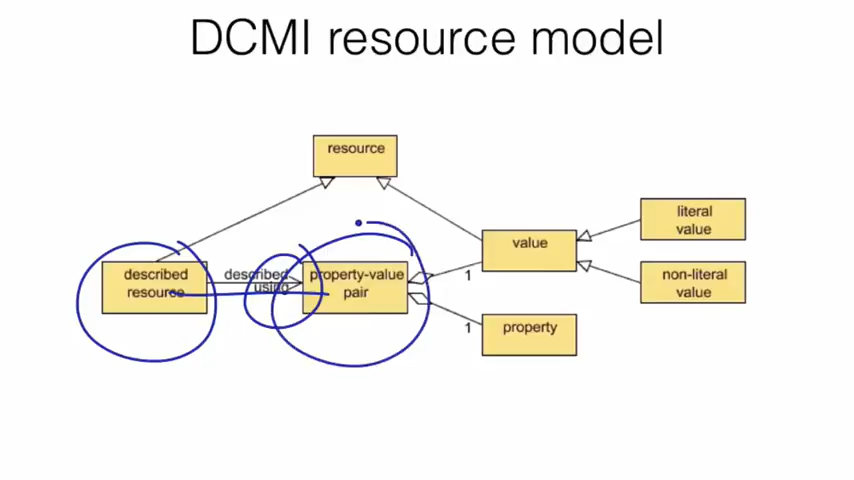 DCMI resource model
resource
described
resource
described
using
property-value
pair
value
1
1
property
literal
value
non-literal
value